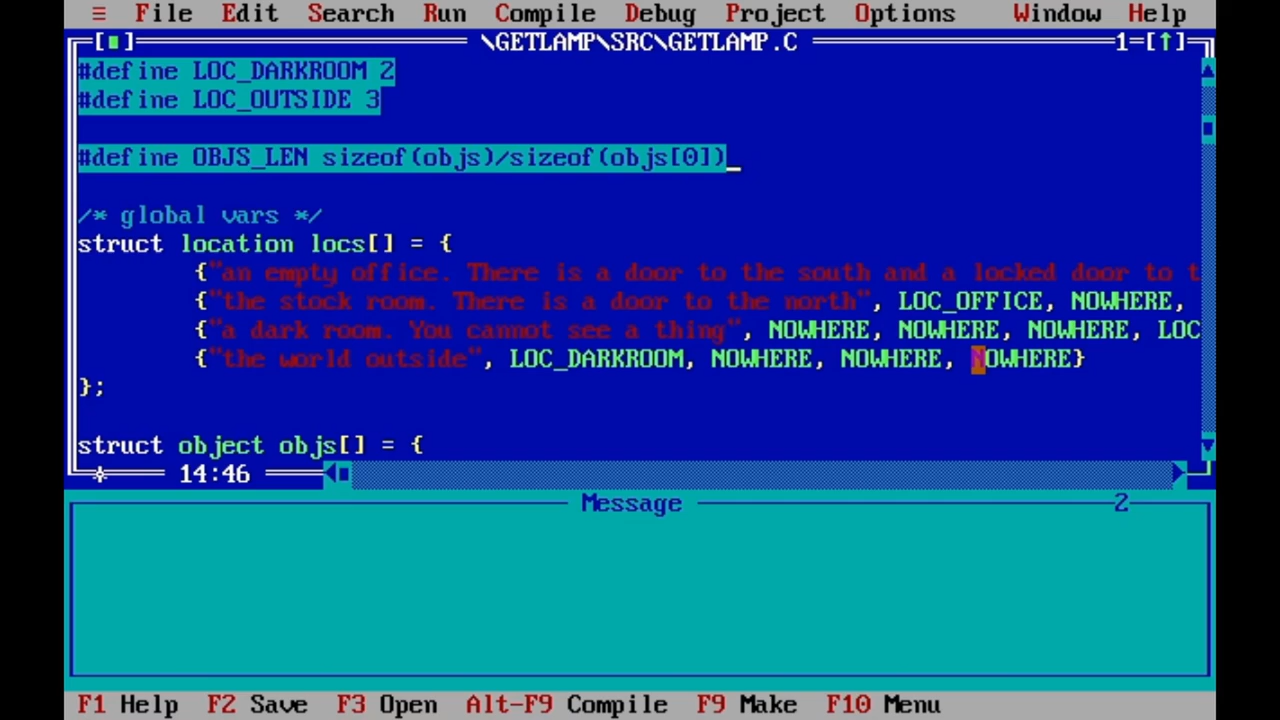 ≡ File Edit Search Run Compile Debug Project Options Window Help
[■] \GETLAMP\SRC\GETLAMP.C 1=[↑]
#define LOC_DARKROOM 2
#define LOC_OUTSIDE 3
#define OBJS_LEN sizeof(objs)/sizeof(objs[0])
/* global vars */
struct location locs[] = {
{"an empty office. There is a door to the south and a locked door to t
{"the stock room. There is a door to the north", LOC_OFFICE, NOWHERE,
{"a dark room. You cannot see a thing", NOWHERE, NOWHERE, NOWHERE, LOC
{"the world outside", LOC_DARKROOM, NOWHERE, NOWHERE, NOWHERE}
};
struct object objs[] = {
14:46
Message 2
F1 Help F2 Save F3 Open Alt-F9 Compile F9 Make F10 Menu